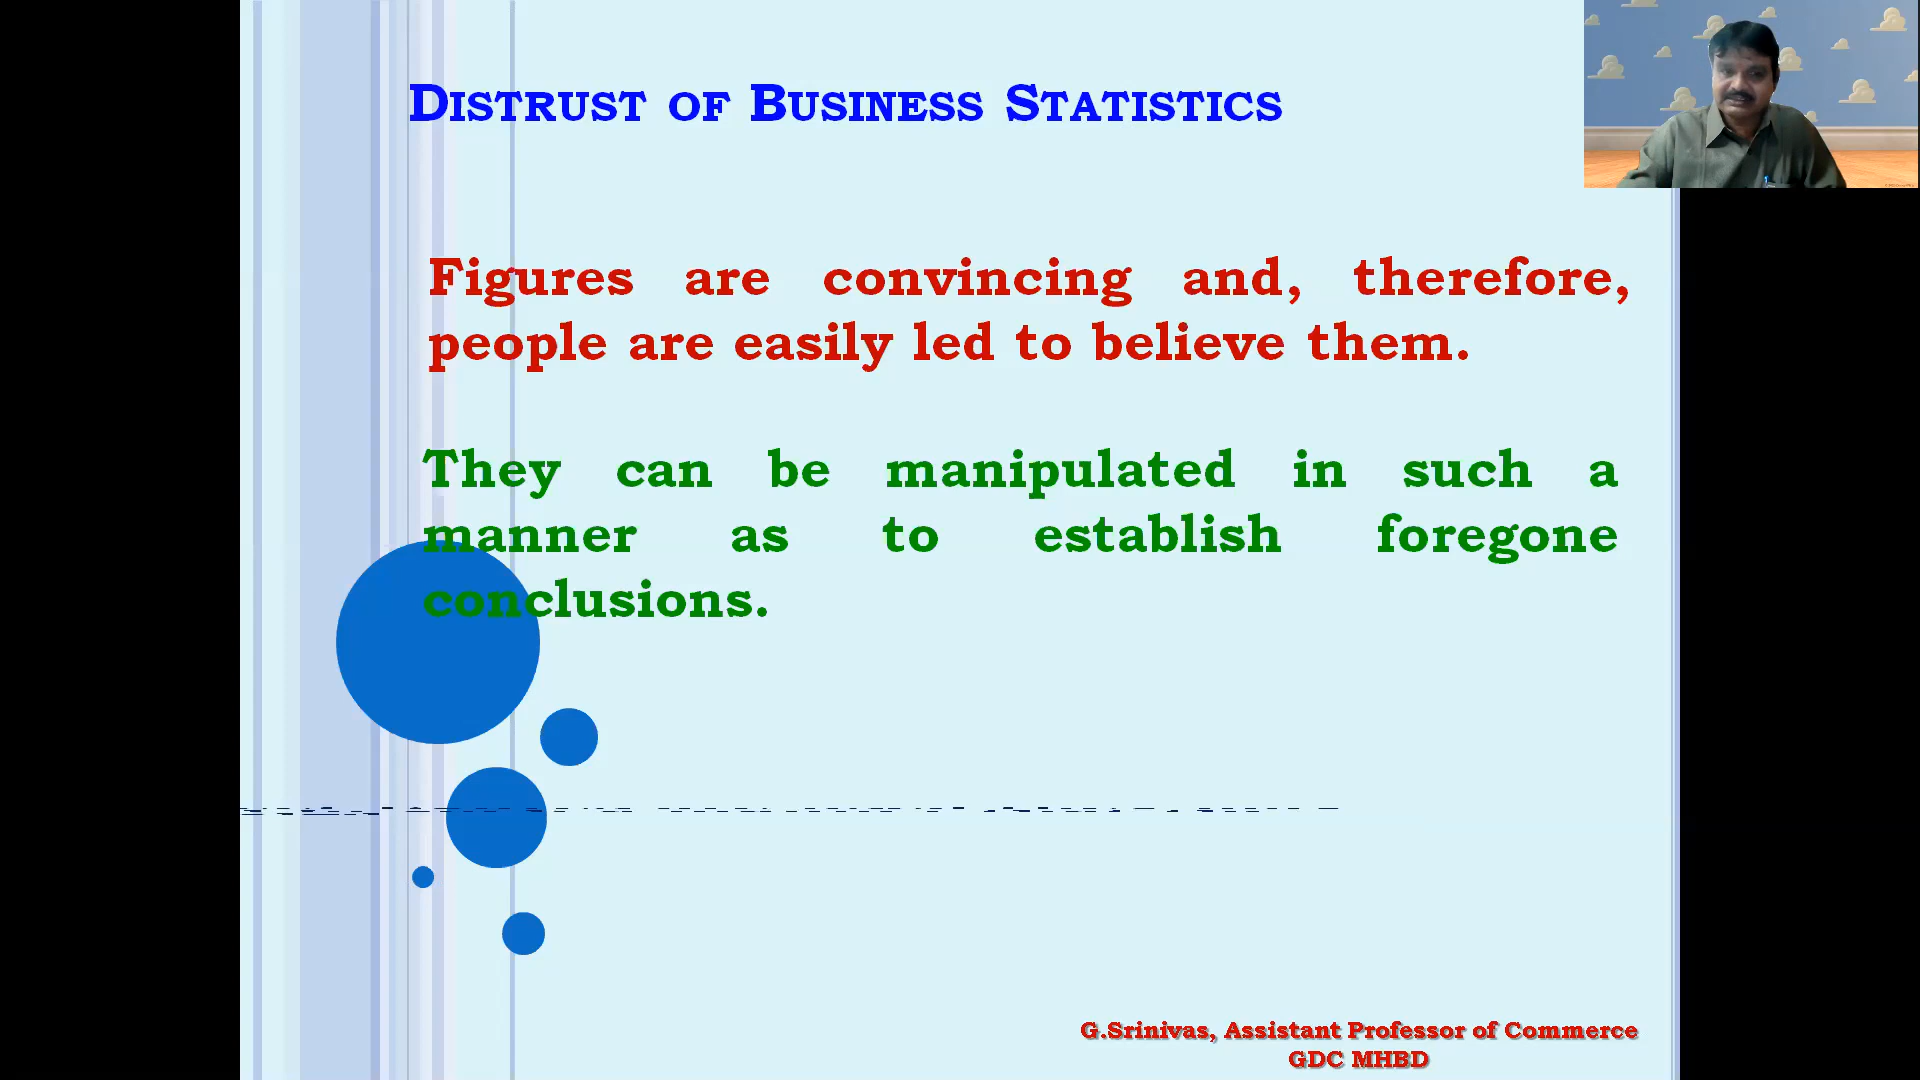 Distrust of Business Statistics
Figures are convincing and, therefore,
people are easily led to believe them.
They can be manipulated in such a
manner as to establish foregone
conclusions.
G.Srinivas, Assistant Professor of Commerce
GDC MHBD